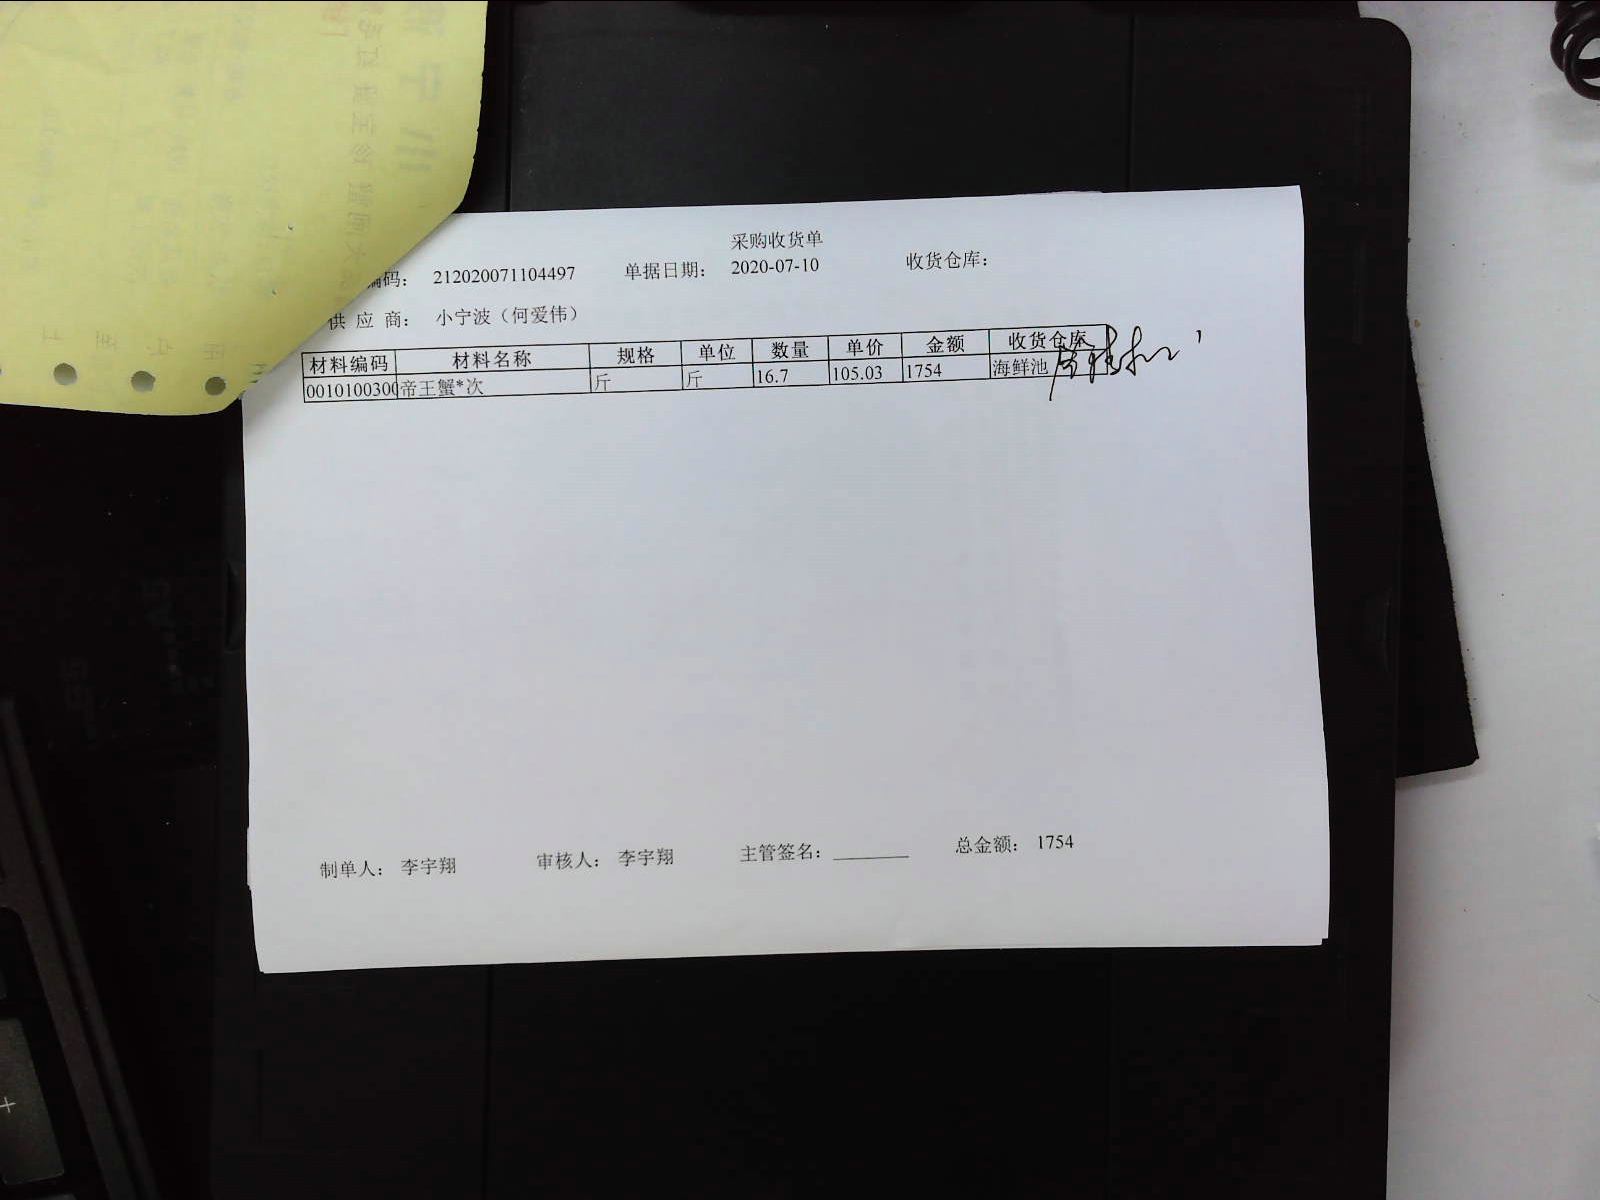 采购收货单
编码： 212020071104497 单据日期： 2020-07-10 收货仓库：
供 应 商： 小宁波（何爱伟）
材料编码 材料名称 规格 单位 数量 单价 金额 收货仓库
0010100300 帝王蟹*次 斤 斤 16.7 105.03 1754 海鲜池
制单人： 李宇翔 审核人： 李宇翔 主管签名： 总金额： 1754